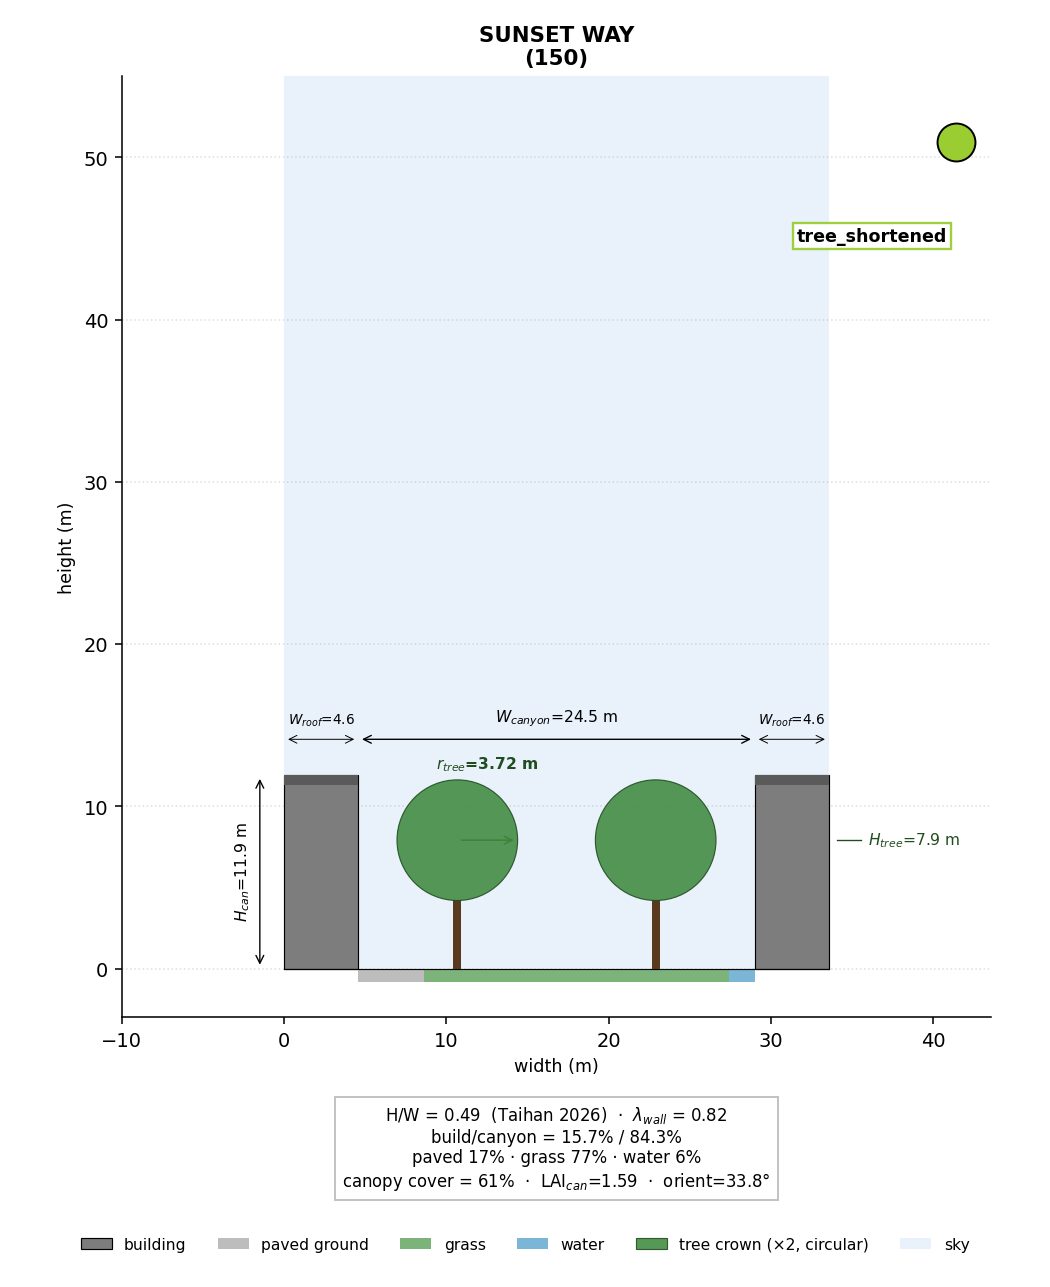 SUNSET WAY
(150)
50
tree_shortened
40
30
height (m)
20
W_roof=4.6
W_canyon=24.5 m
W_roof=4.6
r_tree=3.72 m
10
H_can=11.9 m
H_tree=7.9 m
0
−10 0 10 20 30 40
width (m)
H/W = 0.49 (Taihan 2026) · λ_wall = 0.82
build/canyon = 15.7% / 84.3%
paved 17% · grass 77% · water 6%
canopy cover = 61% · LAI_can=1.59 · orient=33.8°
building paved ground grass water tree crown (×2, circular) sky